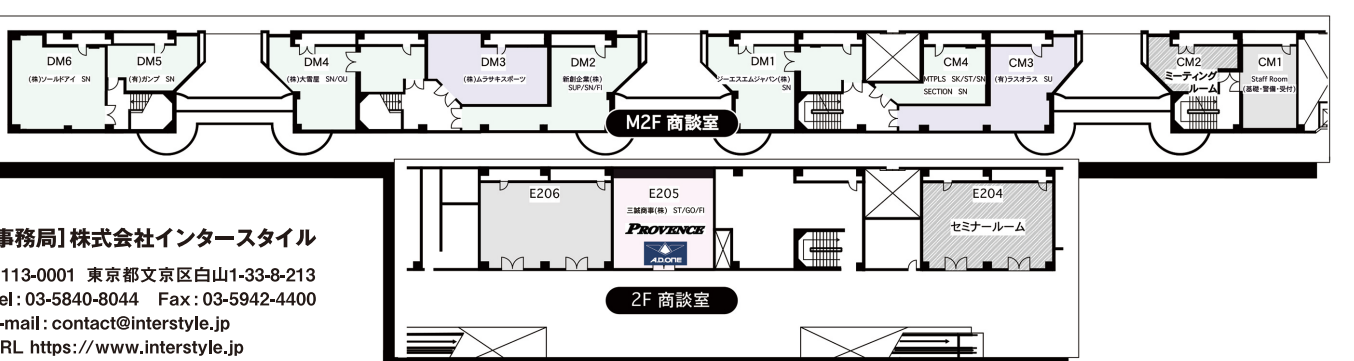 DM6
(株)ソールドアイ SN
DM5
(有)ガンプ SN
DM4
(株)大雪屋 SN/OU
DM3
(株)ムラサキスポーツ
DM2
新創企業(株)
SUP/SN/FI
DM1
ジーエスエムジャパン(株)
SN
CM4
MTPLS SK/ST/SN
SECTION SN
CM3
(有)ラスオラス SU
CM2
ミーティング
ルーム
CM1
Staff Room
(基礎・警備・受付)
M2F 商談室
E206
E205
三誠商事(株) ST/GO/FI
PROVENCE
A.D.ONE
E204
セミナールーム
2F 商談室
事務局]株式会社インタースタイル
113-0001 東京都文京区白山1-33-8-213
el:03-5840-8044 Fax:03-5942-4400
-mail:contact@interstyle.jp
RL https://www.interstyle.jp